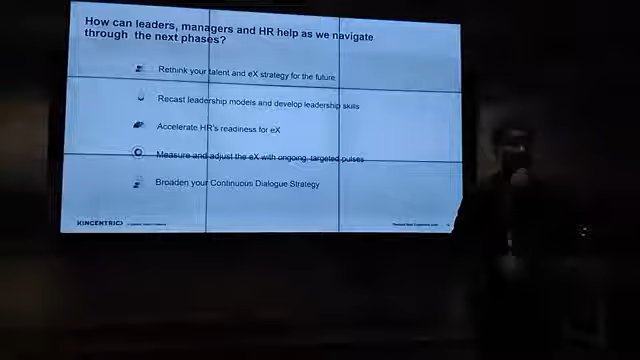 How can leaders, managers and HR help as we navigate
through the next phases?
Rethink your talent and eX strategy for the future
Recast leadership models and develop leadership skills
Accelerate HR's readiness for eX
Measure and adjust the eX with ongoing, targeted pulses
Broaden your Continuous Dialogue Strategy
KINCENTRIC